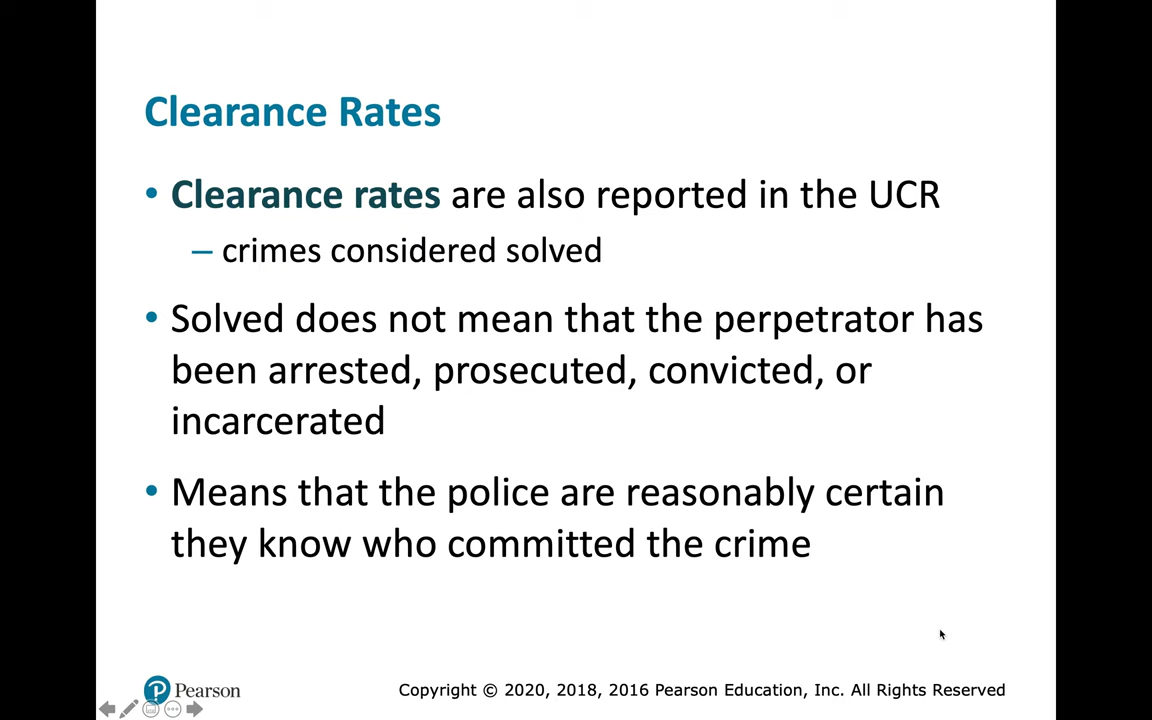 Clearance Rates
• Clearance rates are also reported in the UCR
– crimes considered solved
• Solved does not mean that the perpetrator has
been arrested, prosecuted, convicted, or
incarcerated
• Means that the police are reasonably certain
they know who committed the crime
Pearson
Copyright © 2020, 2018, 2016 Pearson Education, Inc. All Rights Reserved